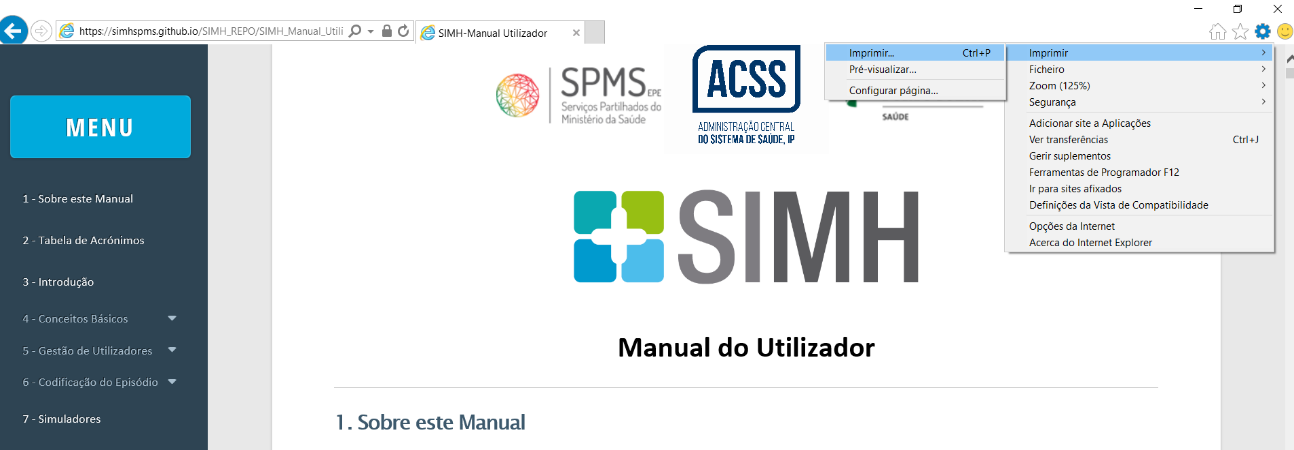 https://simhspms.github.io/SIMH_REPO/SIMH_Manual_Utili
SIMH-Manual Utilizador
Imprimir... Ctrl+P
Pré-visualizar...
Configurar página...
Imprimir
Ficheiro
Zoom (125%)
Segurança
Adicionar site a Aplicações
Ver transferências Ctrl+J
Gerir suplementos
Ferramentas de Programador F12
Ir para sites afixados
Definições da Vista de Compatibilidade
Opções da Internet
Acerca do Internet Explorer
MENU
1 - Sobre este Manual
2 - Tabela de Acrónimos
3 - Introdução
4 - Conceitos Básicos
5 - Gestão de Utilizadores
6 - Codificação do Episódio
7 - Simuladores
SPMS EPE
Serviços Partilhados do
Ministério da Saúde
ACSS
ADMINISTRAÇÃO CENTRAL
DO SISTEMA DE SAÚDE, IP
SAÚDE
SIMH
Manual do Utilizador
1. Sobre este Manual